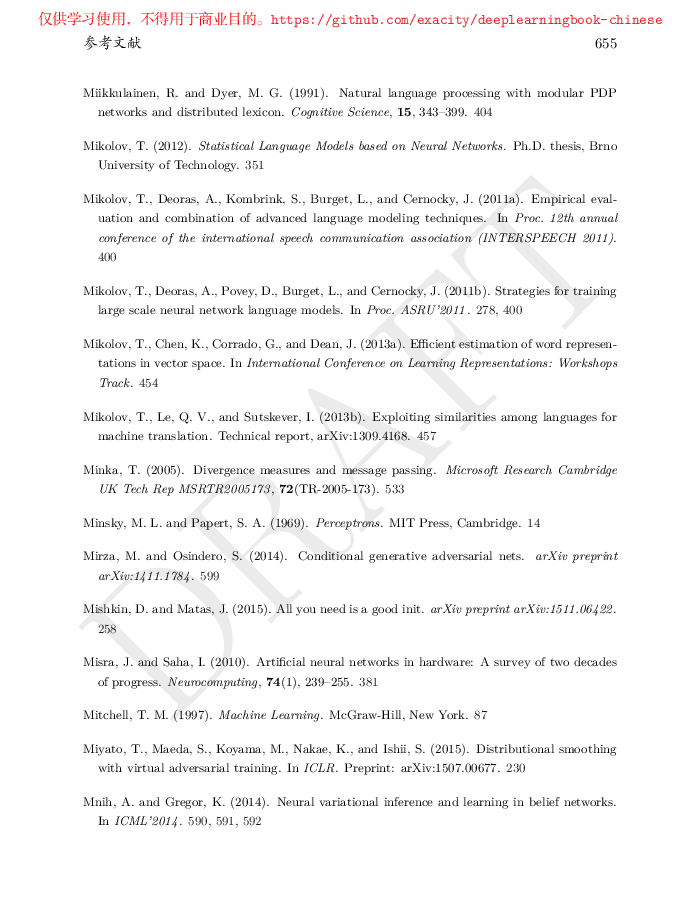 仅供学习使用，不得用于商业目的。https://github.com/exacity/deeplearningbook-chinese
参考文献 655
Miikkulainen, R. and Dyer, M. G. (1991). Natural language processing with modular PDP
networks and distributed lexicon. Cognitive Science, 15, 343–399. 404
Mikolov, T. (2012). Statistical Language Models based on Neural Networks. Ph.D. thesis, Brno
University of Technology. 351
Mikolov, T., Deoras, A., Kombrink, S., Burget, L., and Cernocky, J. (2011a). Empirical eval-
uation and combination of advanced language modeling techniques. In Proc. 12th annual
conference of the international speech communication association (INTERSPEECH 2011).
400
Mikolov, T., Deoras, A., Povey, D., Burget, L., and Cernocky, J. (2011b). Strategies for training
large scale neural network language models. In Proc. ASRU'2011. 278, 400
Mikolov, T., Chen, K., Corrado, G., and Dean, J. (2013a). Efficient estimation of word represen-
tations in vector space. In International Conference on Learning Representations: Workshops
Track. 454
Mikolov, T., Le, Q. V., and Sutskever, I. (2013b). Exploiting similarities among languages for
machine translation. Technical report, arXiv:1309.4168. 457
Minka, T. (2005). Divergence measures and message passing. Microsoft Research Cambridge
UK Tech Rep MSRTR2005173, 72(TR-2005-173). 533
Minsky, M. L. and Papert, S. A. (1969). Perceptrons. MIT Press, Cambridge. 14
Mirza, M. and Osindero, S. (2014). Conditional generative adversarial nets. arXiv preprint
arXiv:1411.1784. 599
Mishkin, D. and Matas, J. (2015). All you need is a good init. arXiv preprint arXiv:1511.06422.
258
Misra, J. and Saha, I. (2010). Artificial neural networks in hardware: A survey of two decades
of progress. Neurocomputing, 74(1), 239–255. 381
Mitchell, T. M. (1997). Machine Learning. McGraw-Hill, New York. 87
Miyato, T., Maeda, S., Koyama, M., Nakae, K., and Ishii, S. (2015). Distributional smoothing
with virtual adversarial training. In ICLR. Preprint: arXiv:1507.00677. 230
Mnih, A. and Gregor, K. (2014). Neural variational inference and learning in belief networks.
In ICML'2014. 590, 591, 592
DRAFT